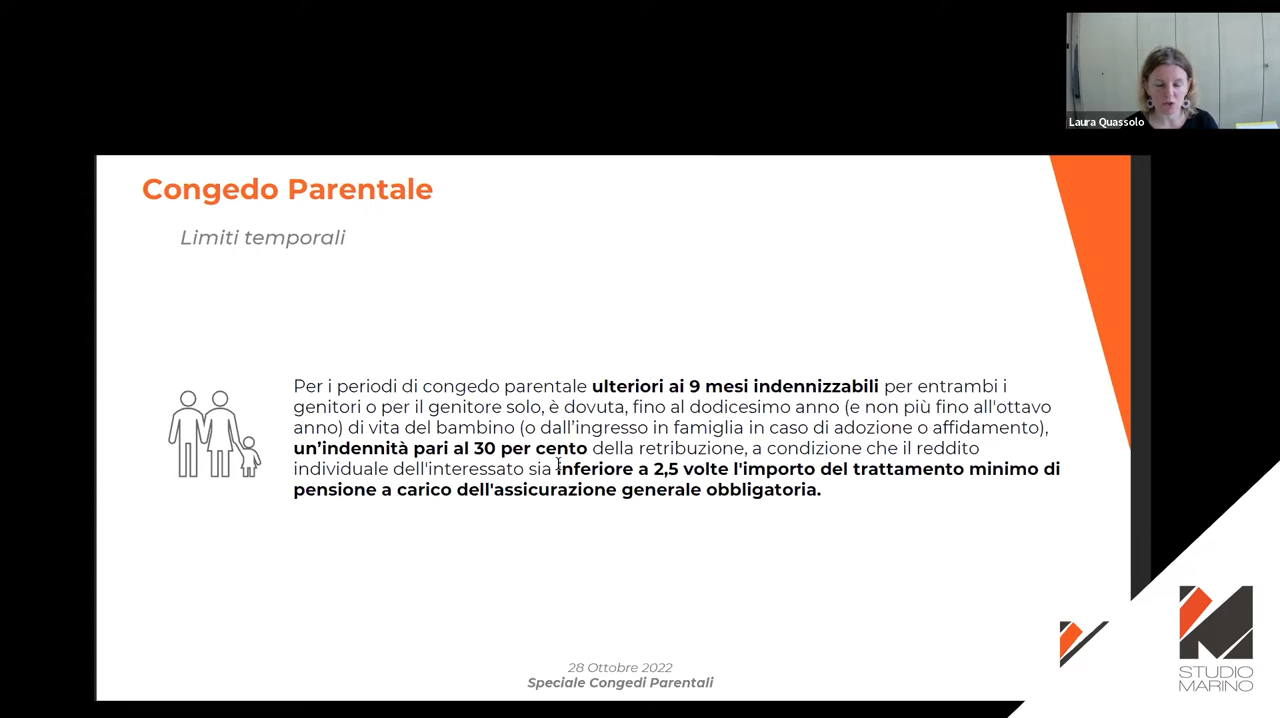 Laura Quassolo
Congedo Parentale
Limiti temporali
Per i periodi di congedo parentale ulteriori ai 9 mesi indennizzabili per entrambi i
genitori o per il genitore solo, è dovuta, fino al dodicesimo anno (e non più fino all'ottavo
anno) di vita del bambino (o dall’ingresso in famiglia in caso di adozione o affidamento),
un’indennità pari al 30 per cento della retribuzione, a condizione che il reddito
individuale dell'interessato sia inferiore a 2,5 volte l'importo del trattamento minimo di
pensione a carico dell'assicurazione generale obbligatoria.
28 Ottobre 2022
Speciale Congedi Parentali
STUDIO
MARINO